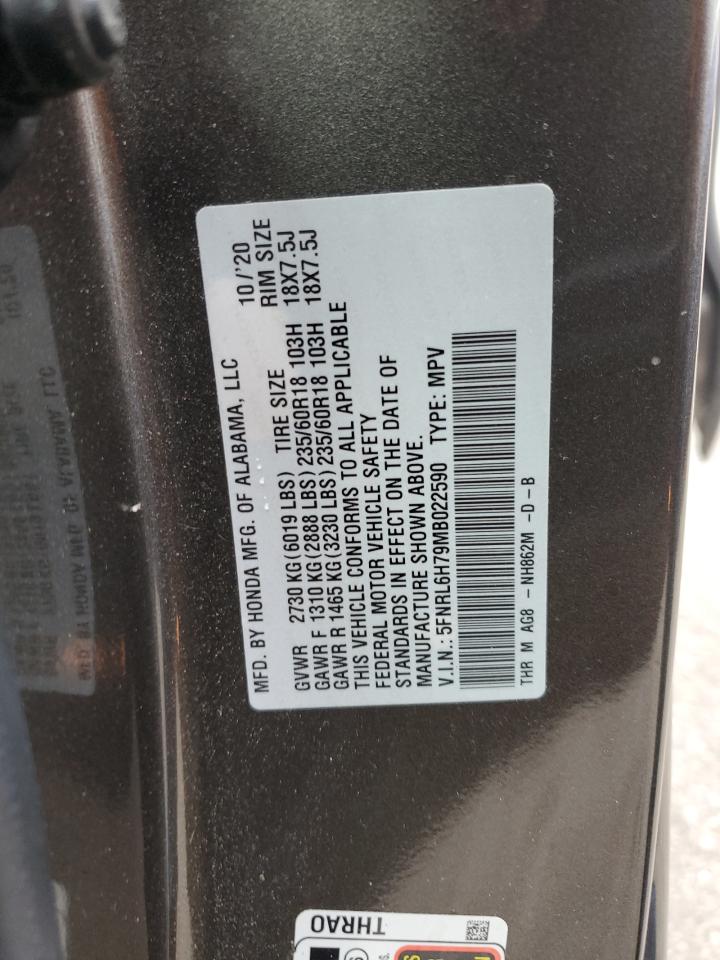 MFD. BY HONDA MFG. OF ALABAMA, LLC 10/'20
GVWR 2730 KG(6019 LBS) TIRE SIZE RIM SIZE
GAWR F 1310 KG(2888 LBS) 235/60R18 103H 18X7.5J
GAWR R 1465 KG(3230 LBS) 235/60R18 103H 18X7.5J
THIS VEHICLE CONFORMS TO ALL APPLICABLE
FEDERAL MOTOR VEHICLE SAFETY
STANDARDS IN EFFECT ON THE DATE OF
MANUFACTURE SHOWN ABOVE.
V.I.N.:5FNRL6H79MB022590 TYPE: MPV
THR M AG8 - NH862M -D-B
THRA0